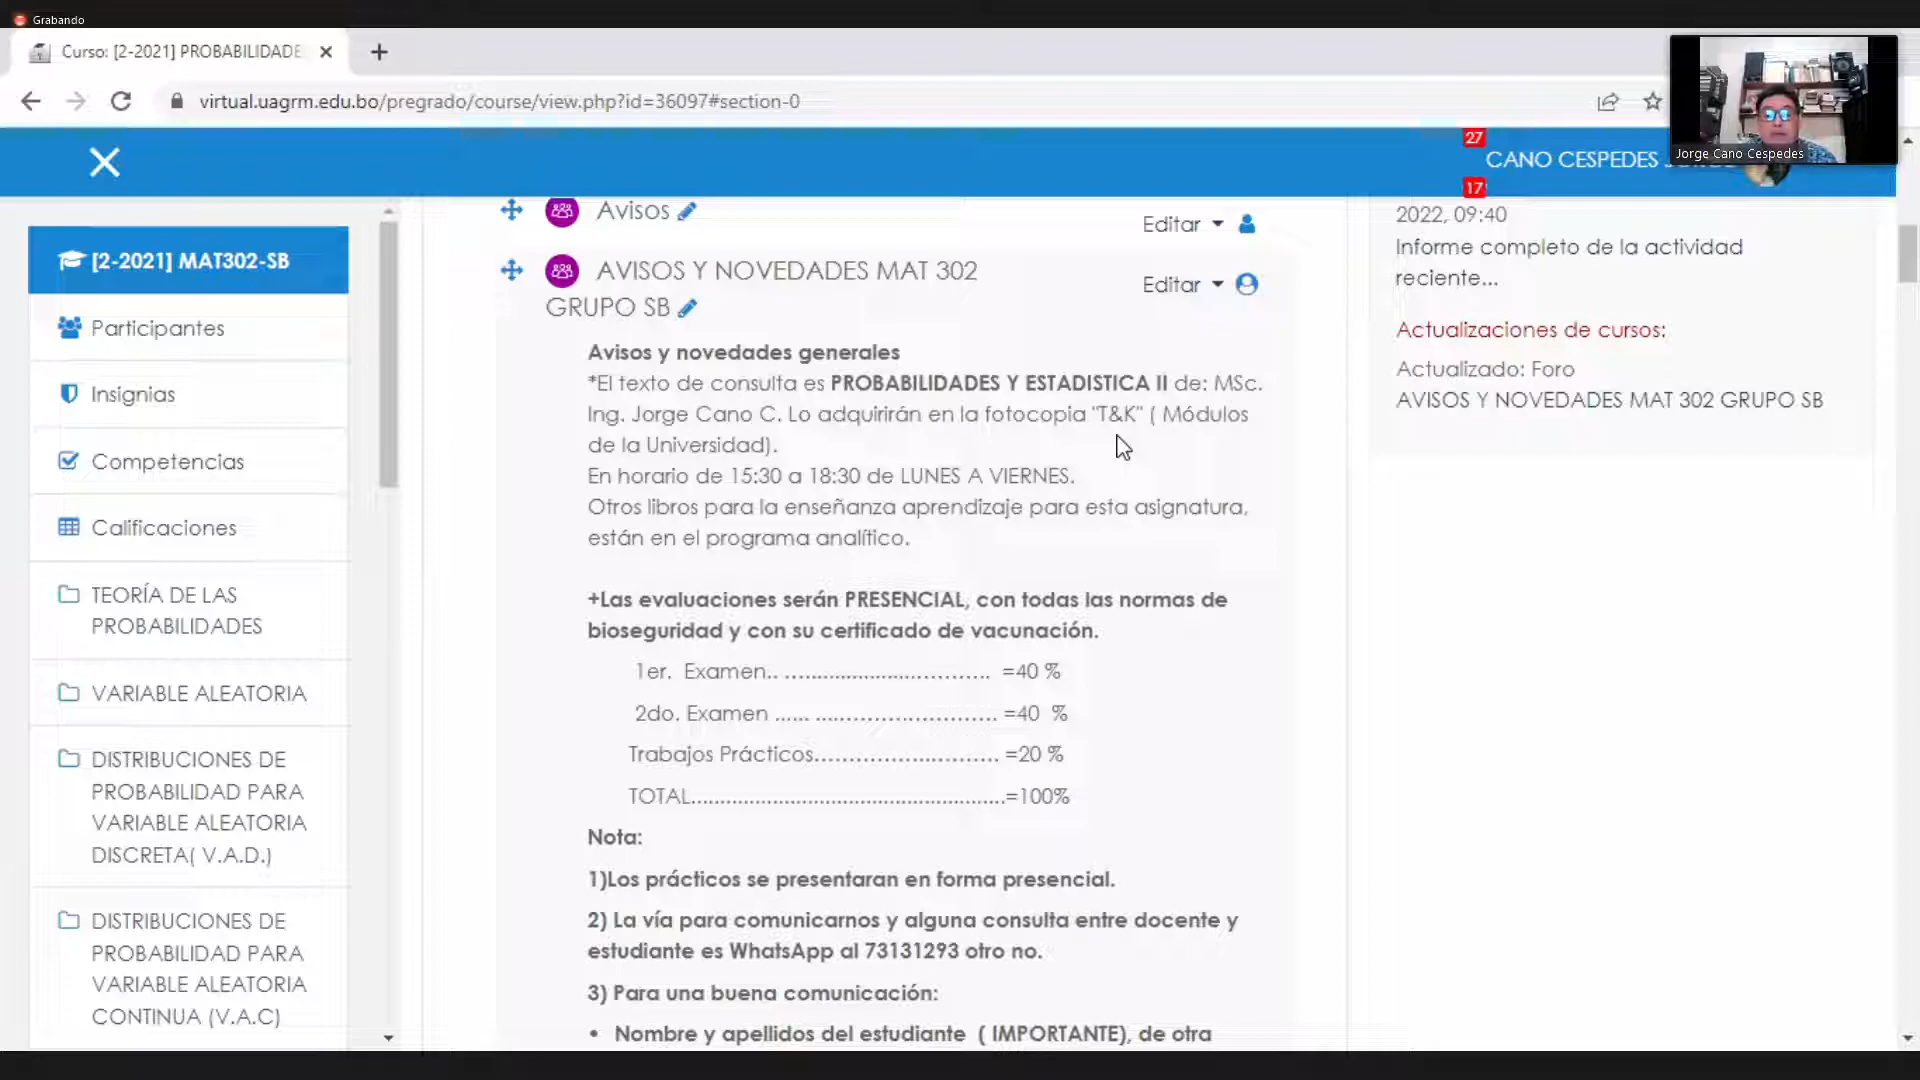 Grabando
Curso: [2-2021] PROBABILIDADE
virtual.uagrm.edu.bo/pregrado/course/view.php?id=36097#section-0
27
CANO CESPEDES
17
Jorge Cano Cespedes
[2-2021] MAT302-SB
Participantes
Insignias
Competencias
Calificaciones
TEORÍA DE LAS
PROBABILIDADES
VARIABLE ALEATORIA
DISTRIBUCIONES DE
PROBABILIDAD PARA
VARIABLE ALEATORIA
DISCRETA( V.A.D.)
DISTRIBUCIONES DE
PROBABILIDAD PARA
VARIABLE ALEATORIA
CONTINUA (V.A.C)
Avisos
Editar
AVISOS Y NOVEDADES MAT 302
GRUPO SB
Editar
Avisos y novedades generales
*El texto de consulta es PROBABILIDADES Y ESTADISTICA II de: MSc.
Ing. Jorge Cano C. Lo adquirirán en la fotocopia "T&K" ( Módulos
de la Universidad).
En horario de 15:30 a 18:30 de LUNES A VIERNES.
Otros libros para la enseñanza aprendizaje para esta asignatura,
están en el programa analítico.
+Las evaluaciones serán PRESENCIAL, con todas las normas de
bioseguridad y con su certificado de vacunación.
1er.  Examen.. ................................... =40 %
2do. Examen ...... ............................... =40  %
Trabajos Prácticos................................ =20 %
TOTAL......................................................=100%
Nota:
1)Los prácticos se presentaran en forma presencial.
2) La vía para comunicarnos y alguna consulta entre docente y
estudiante es WhatsApp al 73131293 otro no.
3) Para una buena comunicación:
• Nombre y apellidos del estudiante  ( IMPORTANTE), de otra
2022, 09:40
Informe completo de la actividad
reciente...
Actualizaciones de cursos:
Actualizado: Foro
AVISOS Y NOVEDADES MAT 302 GRUPO SB